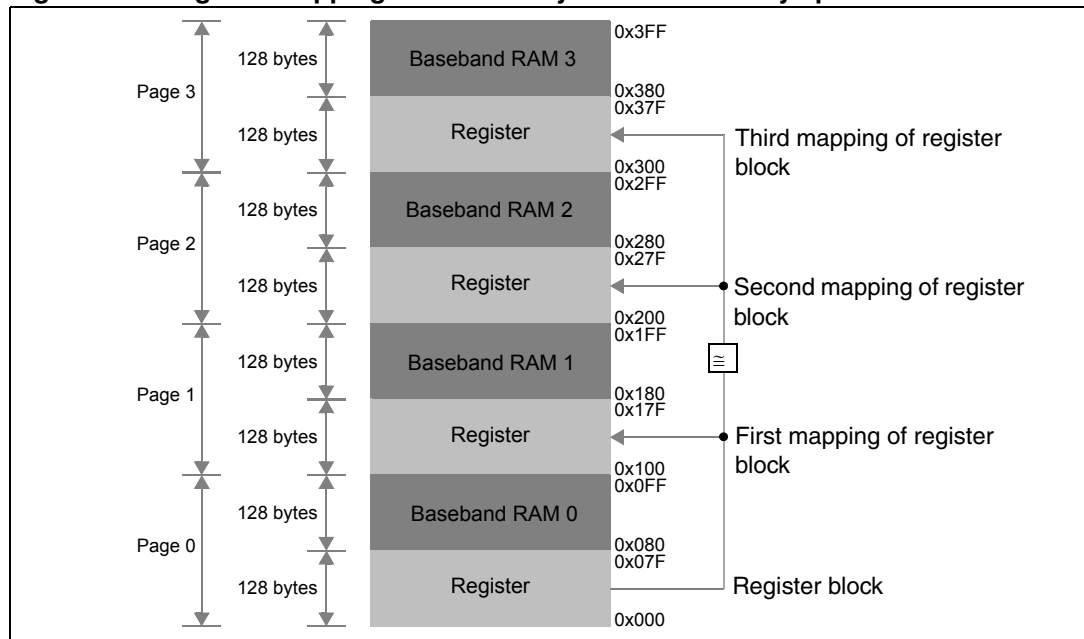 mapping
0x3FF
128 bytes
Baseband RAM 3
Page 3
0x380
0x37F
128 bytes
Register
Third mapping of register
block
0x300
0x2FF
128 bytes
Baseband RAM 2
Page 2
0x280
0x27F
128 bytes
Register
Second mapping of register
block
0x200
0x1FF
128 bytes
Baseband RAM 1
≅
Page 1
0x180
0x17F
128 bytes
Register
First mapping of register
block
0x100
0x0FF
128 bytes
Baseband RAM 0
Page 0
0x080
0x07F
128 bytes
Register
Register block
0x000